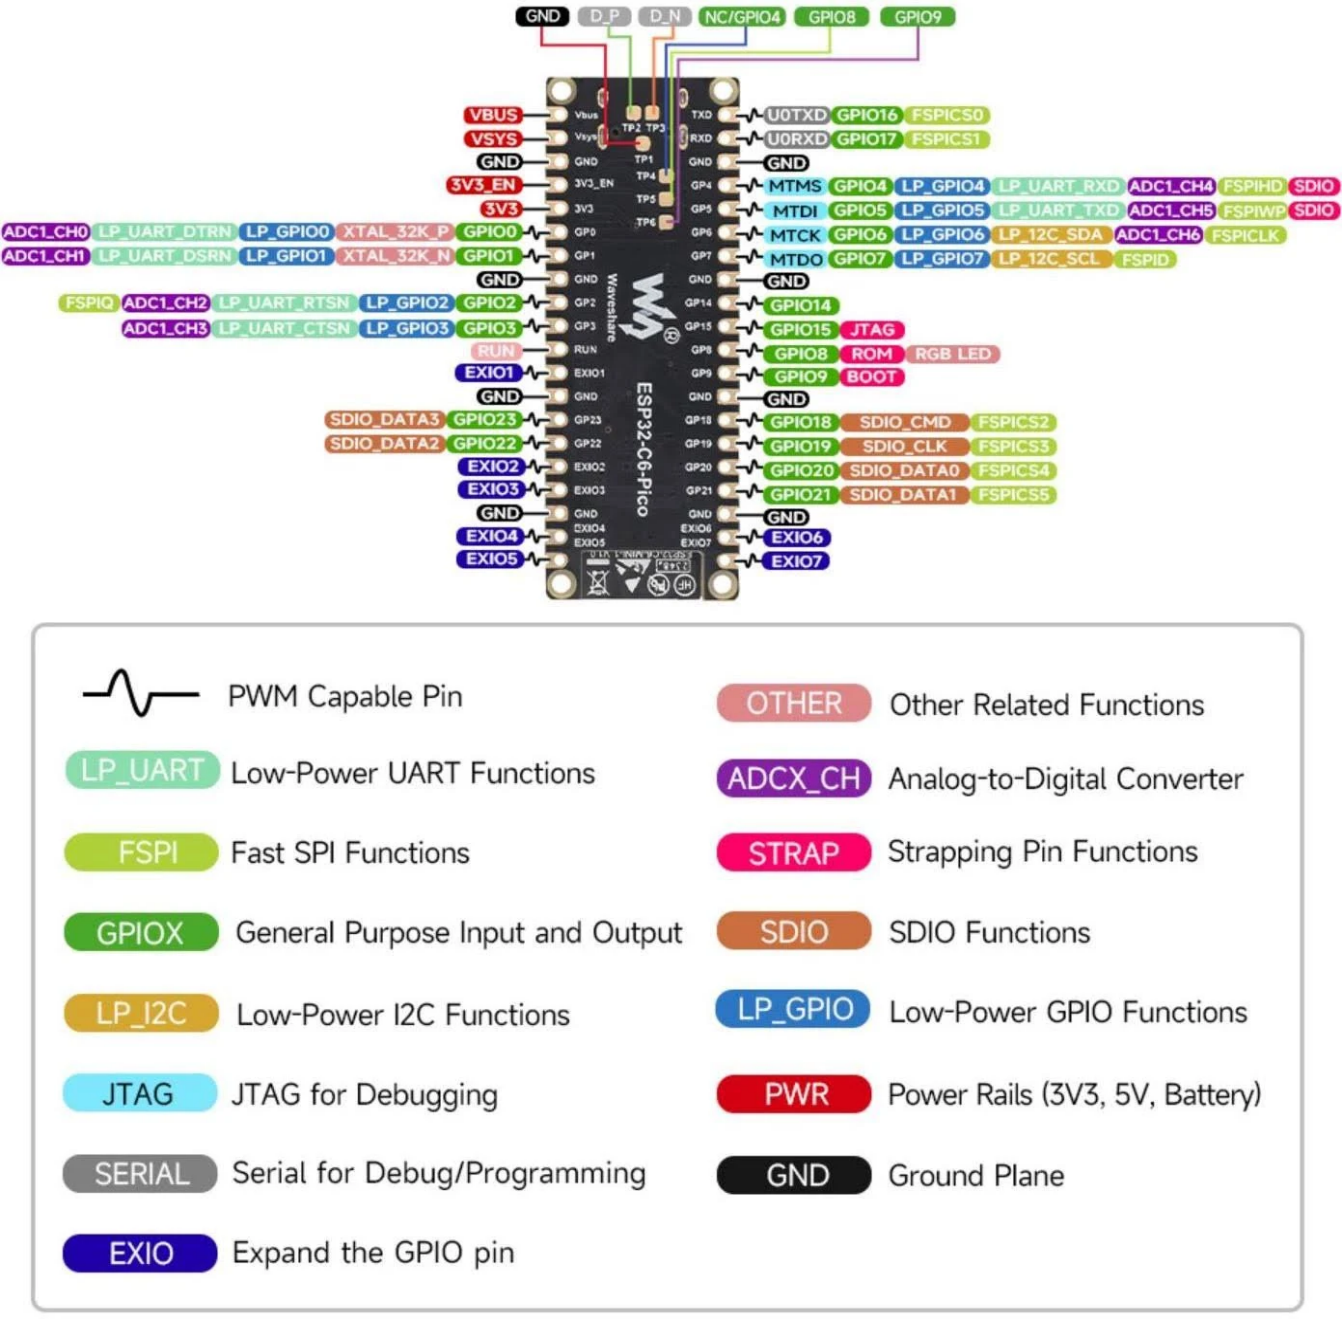 GND D_P D_N NC/GPIO4 GPIO8 GPIO9
VBUS Vbus TP2 TP3 TXD U0TXD GPIO16 FSPICS0
VSYS Vsys RXD U0RXD GPIO17 FSPICS1
GND GND TP1 GND GND
3V3_EN 3V3_EN TP4 GP4 MTMS GPIO4 LP_GPIO4 LP_UART_RXD ADC1_CH4 FSPIHD SDIO
3V3 3V3 TP5 GP5 MTDI GPIO5 LP_GPIO5 LP_UART_TXD ADC1_CH5 FSPIWP SDIO
ADC1_CH0 LP_UART_DTRN LP_GPIO0 XTAL_32K_P GPIO0 GP0 TP6 GP6 MTCK GPIO6 LP_GPIO6 LP_12C_SDA ADC1_CH6 FSPICLK
ADC1_CH1 LP_UART_DSRN LP_GPIO1 XTAL_32K_N GPIO1 GP1 GP7 MTDO GPIO7 LP_GPIO7 LP_12C_SCL FSPID
GND GND GND GND
FSPIQ ADC1_CH2 LP_UART_RTSN LP_GPIO2 GPIO2 GP2 GP14 GPIO14
ADC1_CH3 LP_UART_CTSN LP_GPIO3 GPIO3 GP3 GP15 GPIO15 JTAG
Waveshare ®
RUN RUN GP8 GPIO8 ROM RGB LED
EXIO1 EXIO1 GP9 GPIO9 BOOT
GND GND GND GND
SDIO_DATA3 GPIO23 GP23 GP18 GPIO18 SDIO_CMD FSPICS2
SDIO_DATA2 GPIO22 GP22 GP19 GPIO19 SDIO_CLK FSPICS3
EXIO2 EXIO2 GP20 GPIO20 SDIO_DATA0 FSPICS4
EXIO3 EXIO3 GP21 GPIO21 SDIO_DATA1 FSPICS5
ESP32-C6-Pico
GND GND GND GND
EXIO4 EXIO4 EXIO6 EXIO6
EXIO5 EXIO5 EXIO7 EXIO7
ESP32-C6-MINI-1 V1.0
HF
PWM Capable Pin
OTHER Other Related Functions
LP_UART Low-Power UART Functions
ADCX_CH Analog-to-Digital Converter
FSPI Fast SPI Functions
STRAP Strapping Pin Functions
GPIOX General Purpose Input and Output
SDIO SDIO Functions
LP_I2C Low-Power I2C Functions
LP_GPIO Low-Power GPIO Functions
JTAG JTAG for Debugging
PWR Power Rails (3V3, 5V, Battery)
SERIAL Serial for Debug/Programming
GND Ground Plane
EXIO Expand the GPIO pin